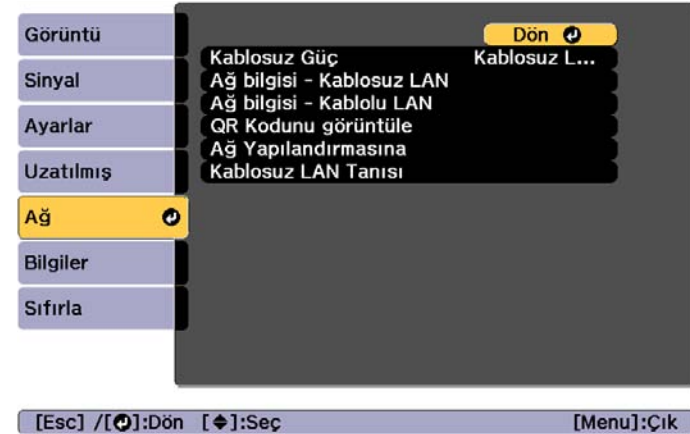 Görüntü
Sinyal
Ayarlar
Uzatılmış
Ağ
Bilgiler
Sıfırla
Dön
Kablosuz Güç Kablosuz L...
Ağ bilgisi - Kablosuz LAN
Ağ bilgisi - Kablolu LAN
QR Kodunu görüntüle
Ağ Yapılandırmasına
Kablosuz LAN Tanısı
[Esc] /[⏎]:Dön [◆]:Seç [Menu]:Çık